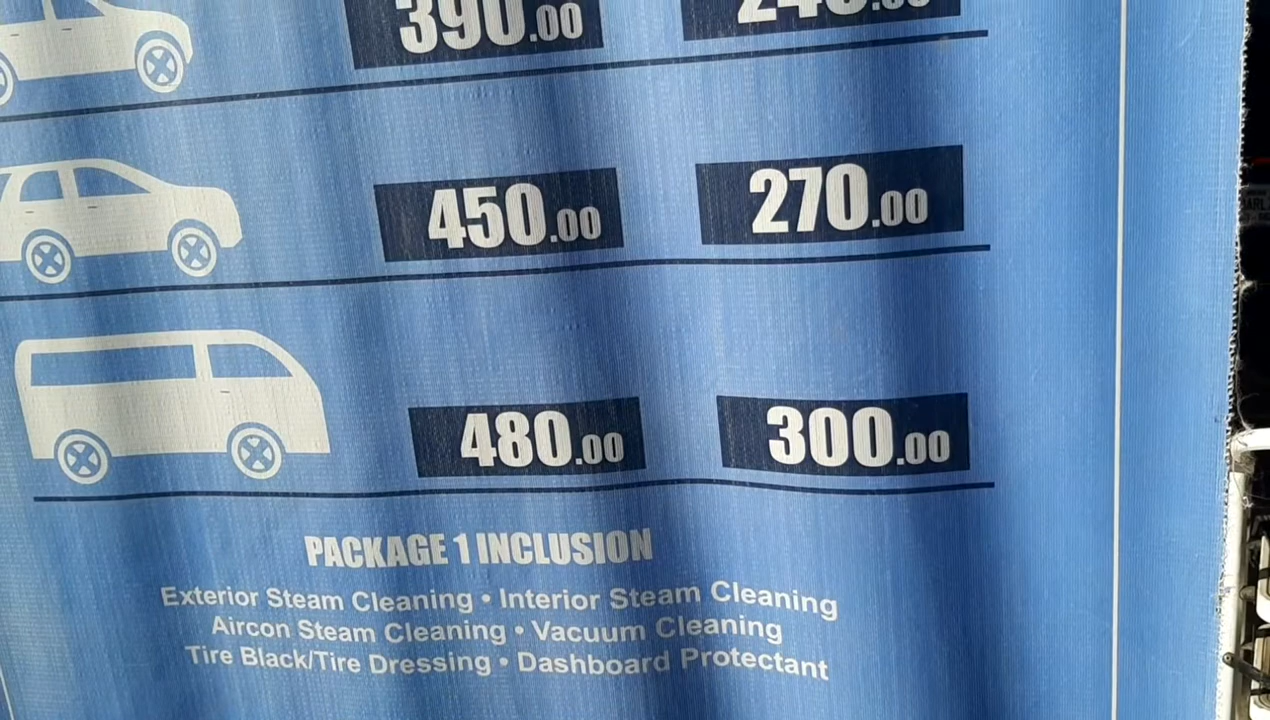 390.00
450.00 270.00
480.00 300.00
PACKAGE 1 INCLUSION
Exterior Steam Cleaning • Interior Steam Cleaning
Aircon Steam Cleaning • Vacuum Cleaning
Tire Black/Tire Dressing • Dashboard Protectant